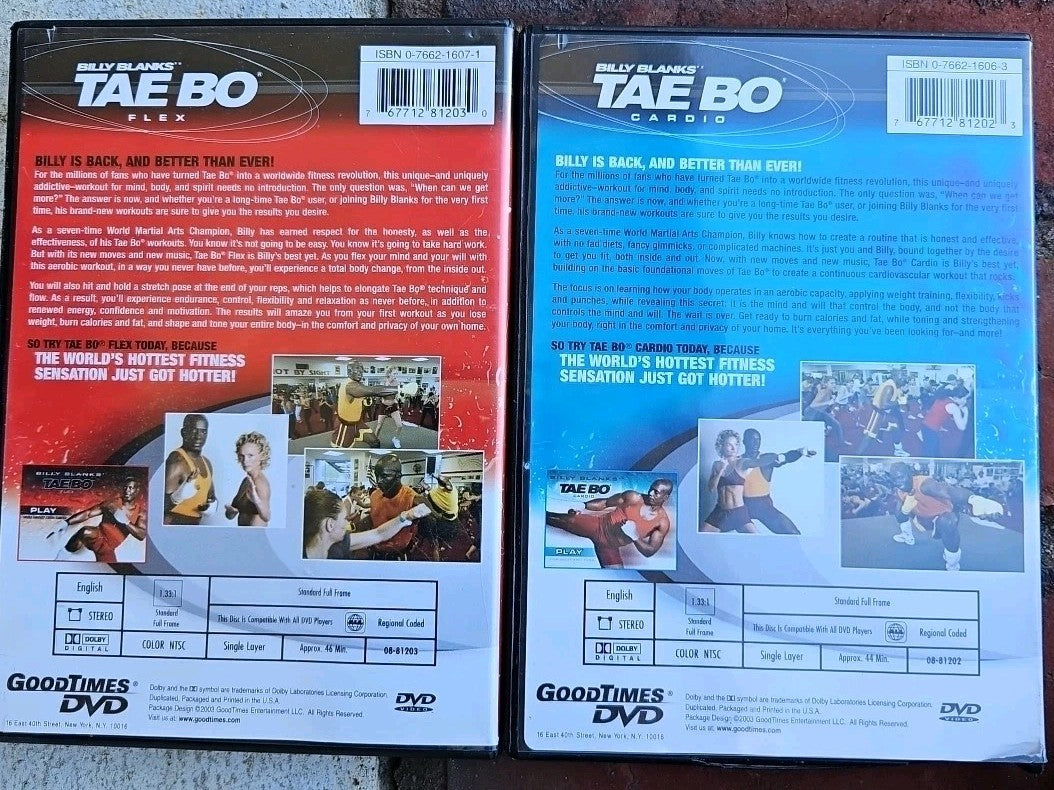 BILLY BLANKS'
TAE BO®
FLEX
ISBN 0-7662-1607-1
7 67712 81203 0
BILLY IS BACK, AND BETTER THAN EVER!
For the millions of fans who have turned Tae Bo® into a worldwide fitness revolution, this unique–and uniquely
addictive–workout for mind, body, and spirit needs no introduction. The only question was, "When can we get
more?" The answer is now, and whether you're a long-time Tae Bo® user, or joining Billy Blanks for the very first
time, his brand-new workouts are sure to give you the results you desire.
As a seven-time World Martial Arts Champion, Billy has earned respect for the honesty, as well as the
effectiveness, of his Tae Bo® workouts. You know it's not going to be easy. You know it's going to take hard work.
But with its new moves and new music, Tae Bo® Flex is Billy's best yet. As you flex your mind and your will with
this aerobic workout, in a way you never have before, you'll experience a total body change, from the inside out.
You will also hit and hold a stretch pose at the end of your reps, which helps to elongate Tae Bo® technique and
flow. As a result, you'll experience endurance, control, flexibility and relaxation as never before, in addition to
renewed energy, confidence and motivation. The results will amaze you from your first workout as you lose
weight, burn calories and fat, and shape and tone your entire body–in the comfort and privacy of your own home.
SO TRY TAE BO® FLEX TODAY, BECAUSE
THE WORLD'S HOTTEST FITNESS
SENSATION JUST GOT HOTTER!
OT BY SIGHT
BILLY BLANKS'
TAE BO
FLEX
PLAY
English
STEREO
DOLBY
DIGITAL
1.33:1
Standard
Full Frame
COLOR NTSC
Standard Full Frame
This Disc is Compatible With All DVD Players
Regional Coded
Single Layer
Approx. 46 Min.
08-81203
GOODTIMES®
DVD
16 East 40th Street, New York, N.Y. 10016
Dolby and the DD symbol are trademarks of Dolby Laboratories Licensing Corporation.
Duplicated, Packaged and Printed in the U.S.A.
Package Design ©2003 GoodTimes Entertainment LLC. All Rights Reserved.
Visit us at: www.goodtimes.com
DVD
VIDEO
BILLY BLANKS'
TAE BO®
CARDIO
ISBN 0-7662-1606-3
7 67712 81202 3
BILLY IS BACK, AND BETTER THAN EVER!
For the millions of fans who have turned Tae Bo® into a worldwide fitness revolution, this unique–and uniquely
addictive–workout for mind, body, and spirit needs no introduction. The only question was, "When can we get
more?" The answer is now, and whether you're a long-time Tae Bo® user, or joining Billy Blanks for the very first
time, his brand-new workouts are sure to give you the results you desire.
As a seven-time World Martial Arts Champion, Billy knows how to create a routine that is honest and effective,
with no fad diets, fancy gimmicks, or complicated machines. It's just you and Billy, bound together by the desire
to get you fit, both inside and out. Now, with new moves and new music, Tae Bo® Cardio is Billy's best yet,
building on the basic foundational moves of Tae Bo® to create a continuous cardiovascular workout that rocks.
The focus is on learning how your body operates in an aerobic capacity, applying weight training, flexibility, kicks
and punches, while revealing this secret: it is the mind and will that control the body, and not the body that
controls the mind and will. The wait is over. Get ready to burn calories and fat, while toning and strengthening
your body, right in the comfort and privacy of your home. It's everything you've been looking for–and more!
SO TRY TAE BO® CARDIO TODAY, BECAUSE
THE WORLD'S HOTTEST FITNESS
SENSATION JUST GOT HOTTER!
BILLY BLANKS'
TAE BO
CARDIO
PLAY
English
STEREO
DOLBY
DIGITAL
1.33:1
Standard
Full Frame
COLOR NTSC
Standard Full Frame
This Disc is Compatible With All DVD Players
Regional Coded
Single Layer
Approx. 44 Min.
08-81202
GOODTIMES®
DVD
16 East 40th Street, New York, N.Y. 10016
Dolby and the DD symbol are trademarks of Dolby Laboratories Licensing Corporation.
Duplicated, Packaged and Printed in the U.S.A.
Package Design ©2003 GoodTimes Entertainment LLC. All Rights Reserved.
Visit us at: www.goodtimes.com
DVD
VIDEO